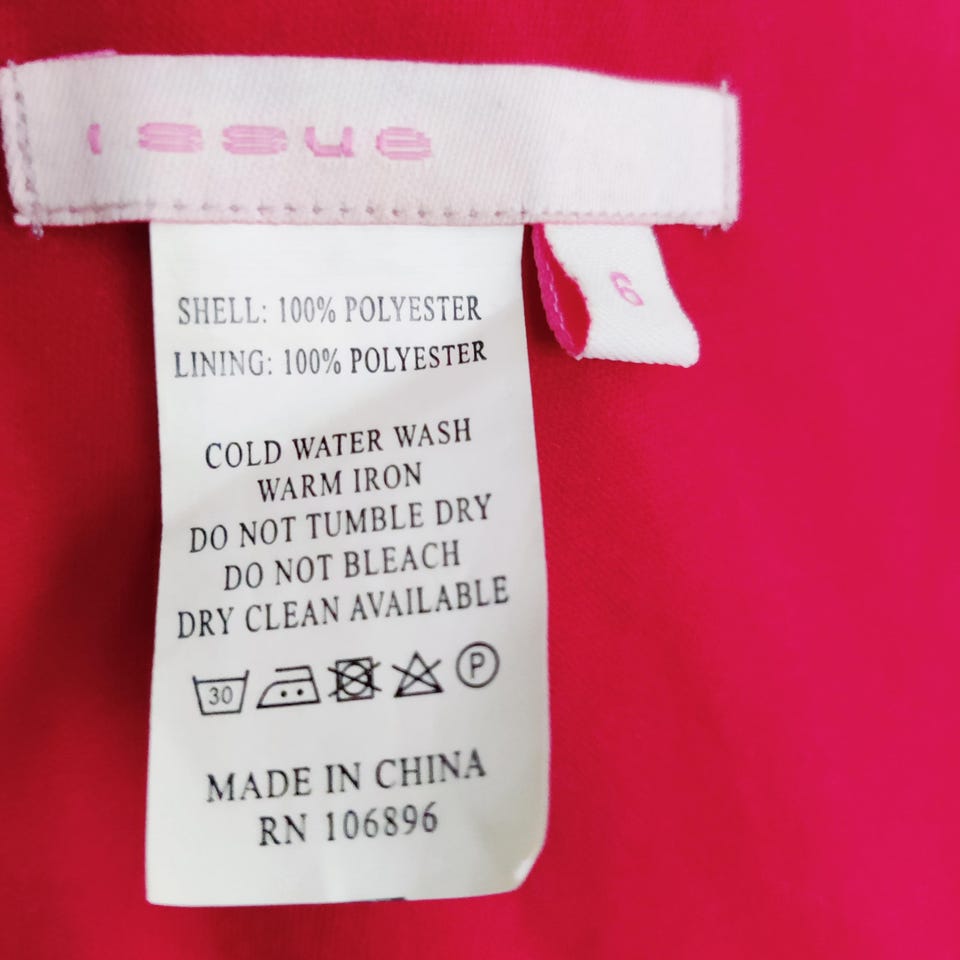 issue
6
SHELL: 100% POLYESTER
LINING: 100% POLYESTER
COLD WATER WASH
WARM IRON
DO NOT TUMBLE DRY
DO NOT BLEACH
DRY CLEAN AVAILABLE
30 P
MADE IN CHINA
RN 106896